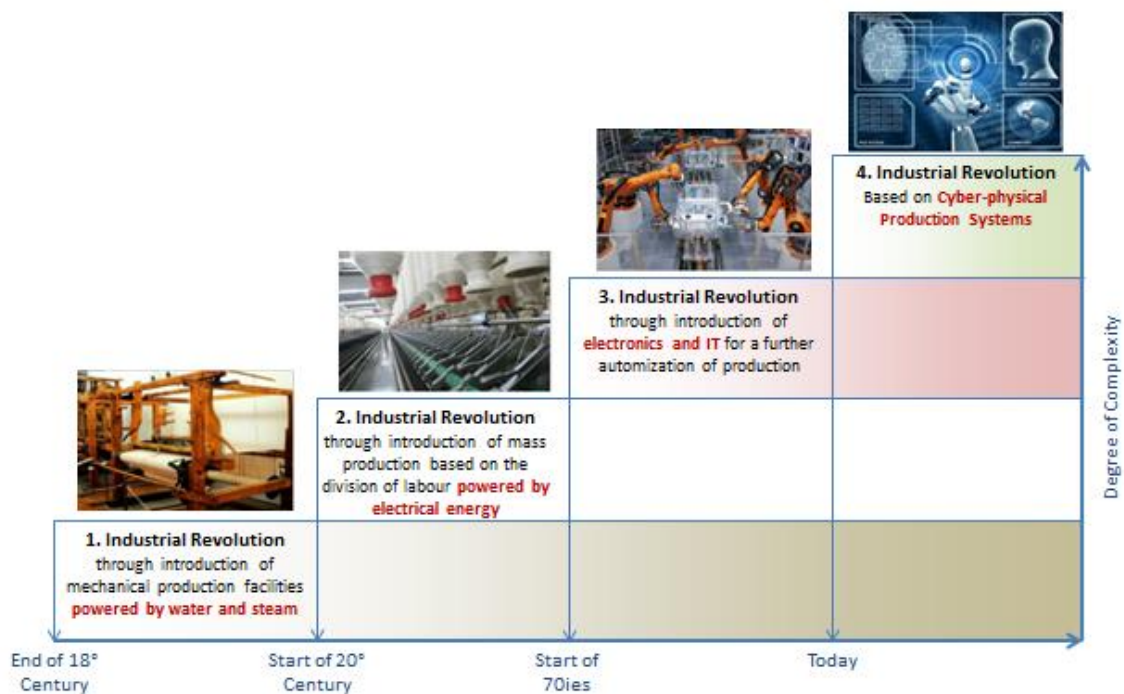 4. Industrial Revolution
Based on Cyber-physical
Production Systems
3. Industrial Revolution
through introduction of
electronics and IT for a further
automization of production
2. Industrial Revolution
through introduction of mass
production based on the
division of labour powered by
electrical energy
1. Industrial Revolution
through introduction of
mechanical production facilities
powered by water and steam
Degree of Complexity
End of 18°
Century
Start of 20°
Century
Start of
70ies
Today